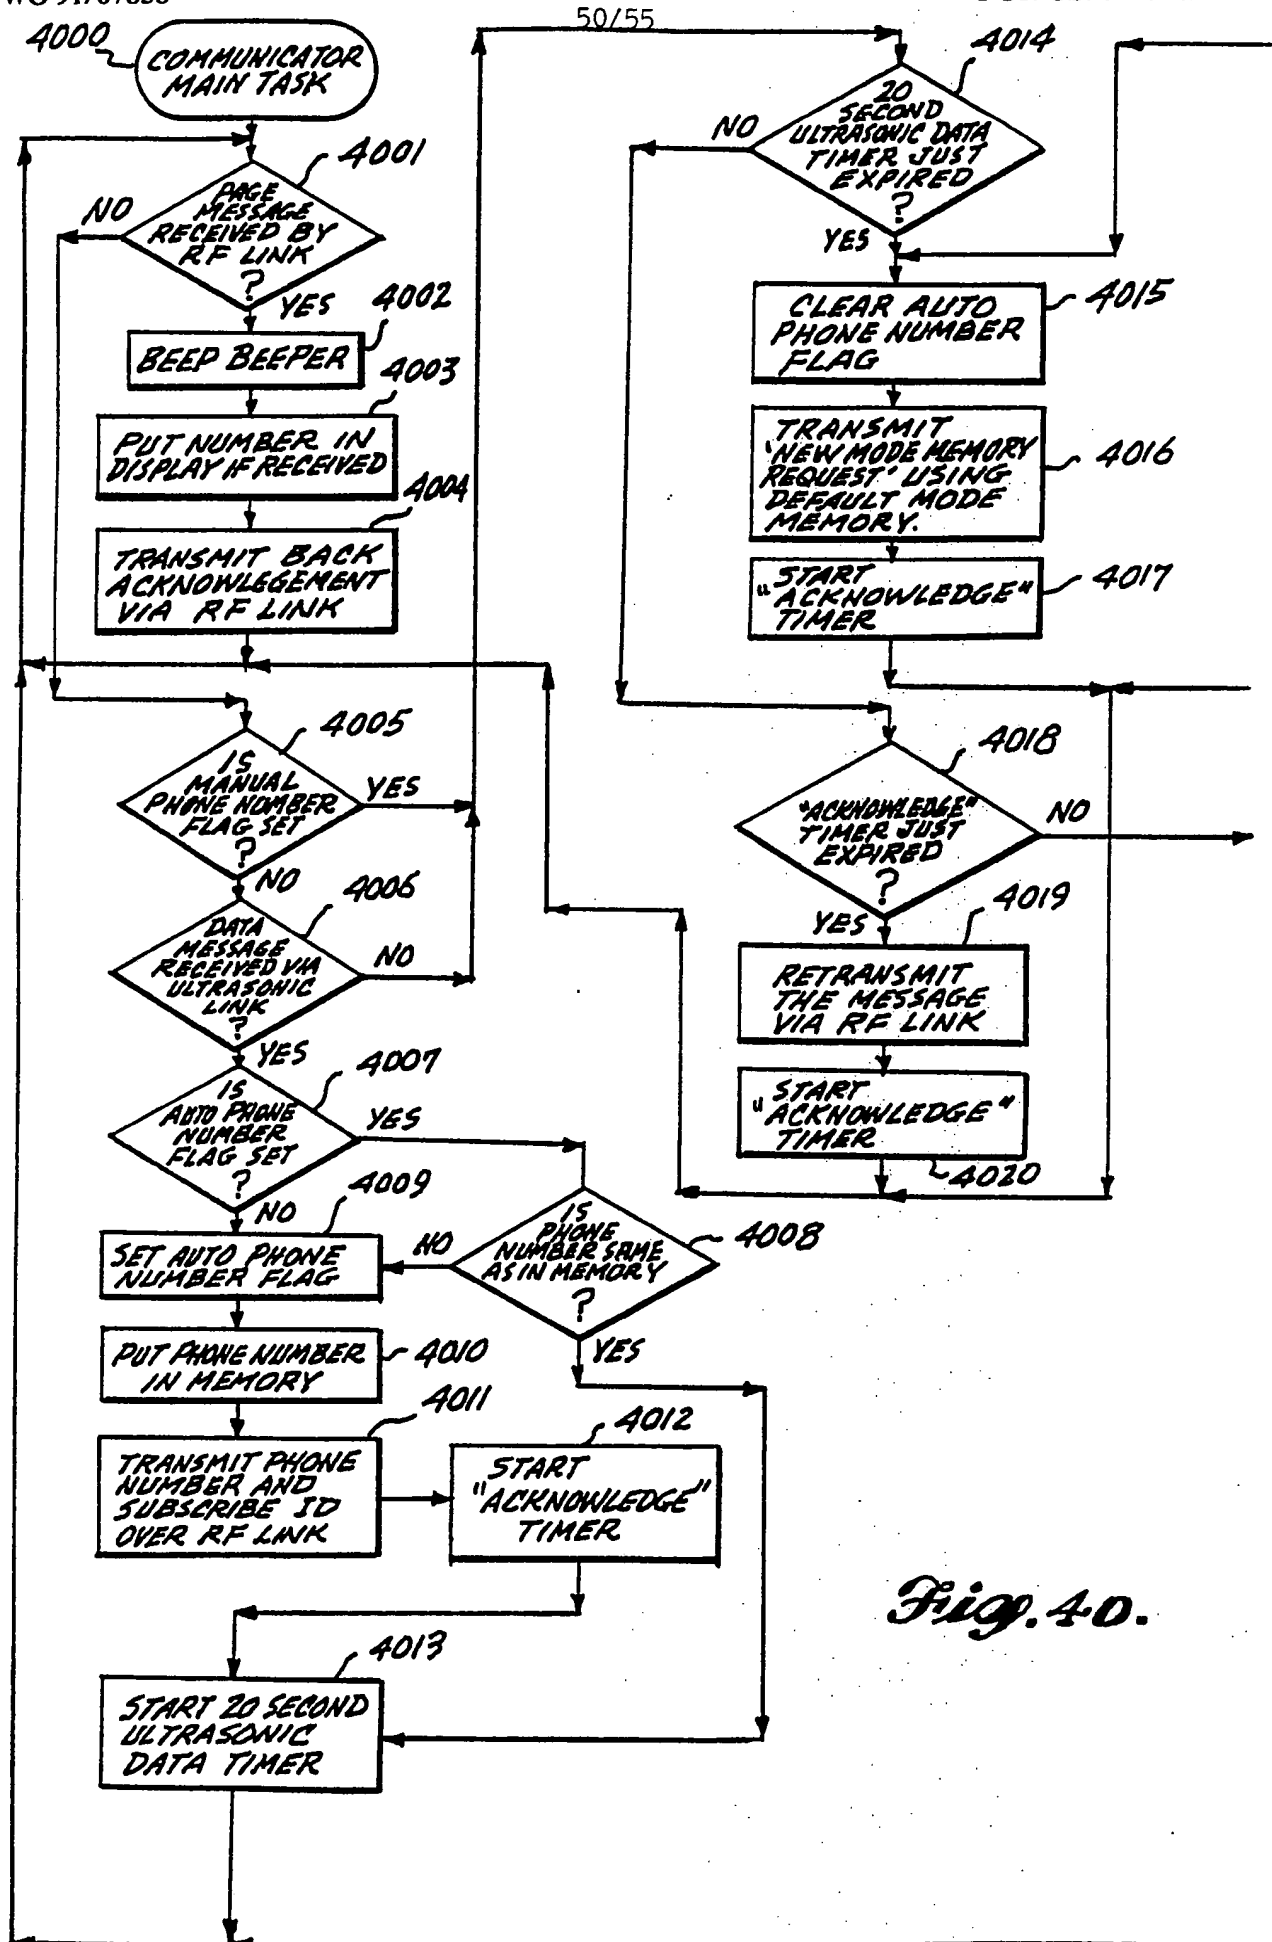 50/55
4000
COMMUNICATOR
MAIN TASK
4001
PAGE
MESSAGE
RECEIVED BY
RF LINK
?
NO
YES
4002
BEEP BEEPER
4003
PUT NUMBER IN
DISPLAY IF RECEIVED
4004
TRANSMIT BACK
ACKNOWLEGEMENT
VIA RF LINK
4005
IS
MANUAL
PHONE NUMBER
FLAG SET
?
YES
NO
4006
DATA
MESSAGE
RECEIVED VIA
ULTRASONIC
LINK
?
NO
YES
4007
IS
AUTO PHONE
NUMBER
FLAG SET
?
YES
NO
4009
SET AUTO PHONE
NUMBER FLAG
NO
IS
PHONE
NUMBER SAME
AS IN MEMORY
?
4008
YES
PUT PHONE NUMBER
IN MEMORY
4010
4011
TRANSMIT PHONE
NUMBER AND
SUBSCRIBE ID
OVER RF LINK
4012
START
"ACKNOWLEDGE"
TIMER
4013
START 20 SECOND
ULTRASONIC
DATA TIMER
4014
20
SECOND
ULTRASONIC DATA
TIMER JUST
EXPIRED
?
NO
YES
4015
CLEAR AUTO
PHONE NUMBER
FLAG
TRANSMIT
'NEW MODE MEMORY
REQUEST' USING
DEFAULT MODE
MEMORY.
4016
START
"ACKNOWLEDGE"
TIMER
4017
4018
"ACKNOWLEDGE"
TIMER JUST
EXPIRED
?
NO
YES
4019
RETRANSMIT
THE MESSAGE
VIA RF LINK
START
"ACKNOWLEDGE"
TIMER
4020
Fig. 40.